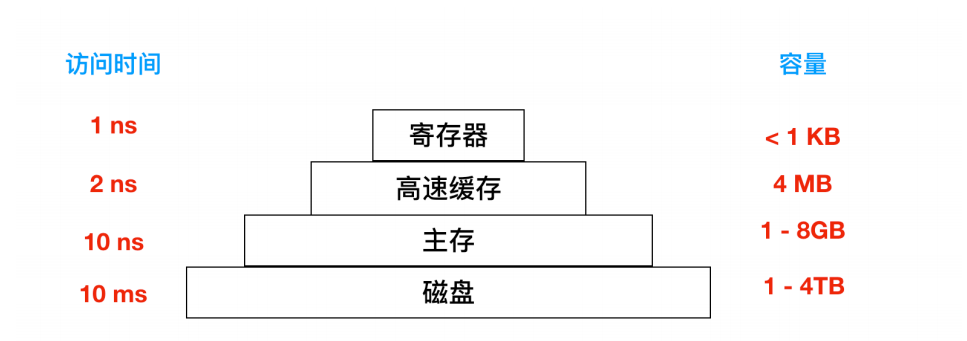 访问时间
容量
1 ns
寄存器
< 1 KB
2 ns
高速缓存
4 MB
10 ns
主存
1 - 8GB
10 ms
磁盘
1 - 4TB